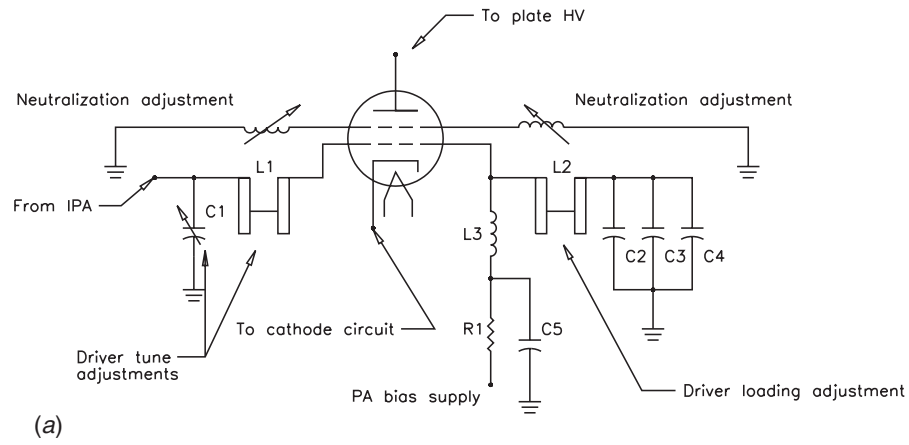 To plate HV
Neutralization adjustment
Neutralization adjustment
L1
L2
From IPA
C1
L3
C2
C3
C4
To cathode circuit
R1
C5
Driver tune
adjustments
PA bias supply
Driver loading adjustment
(a)